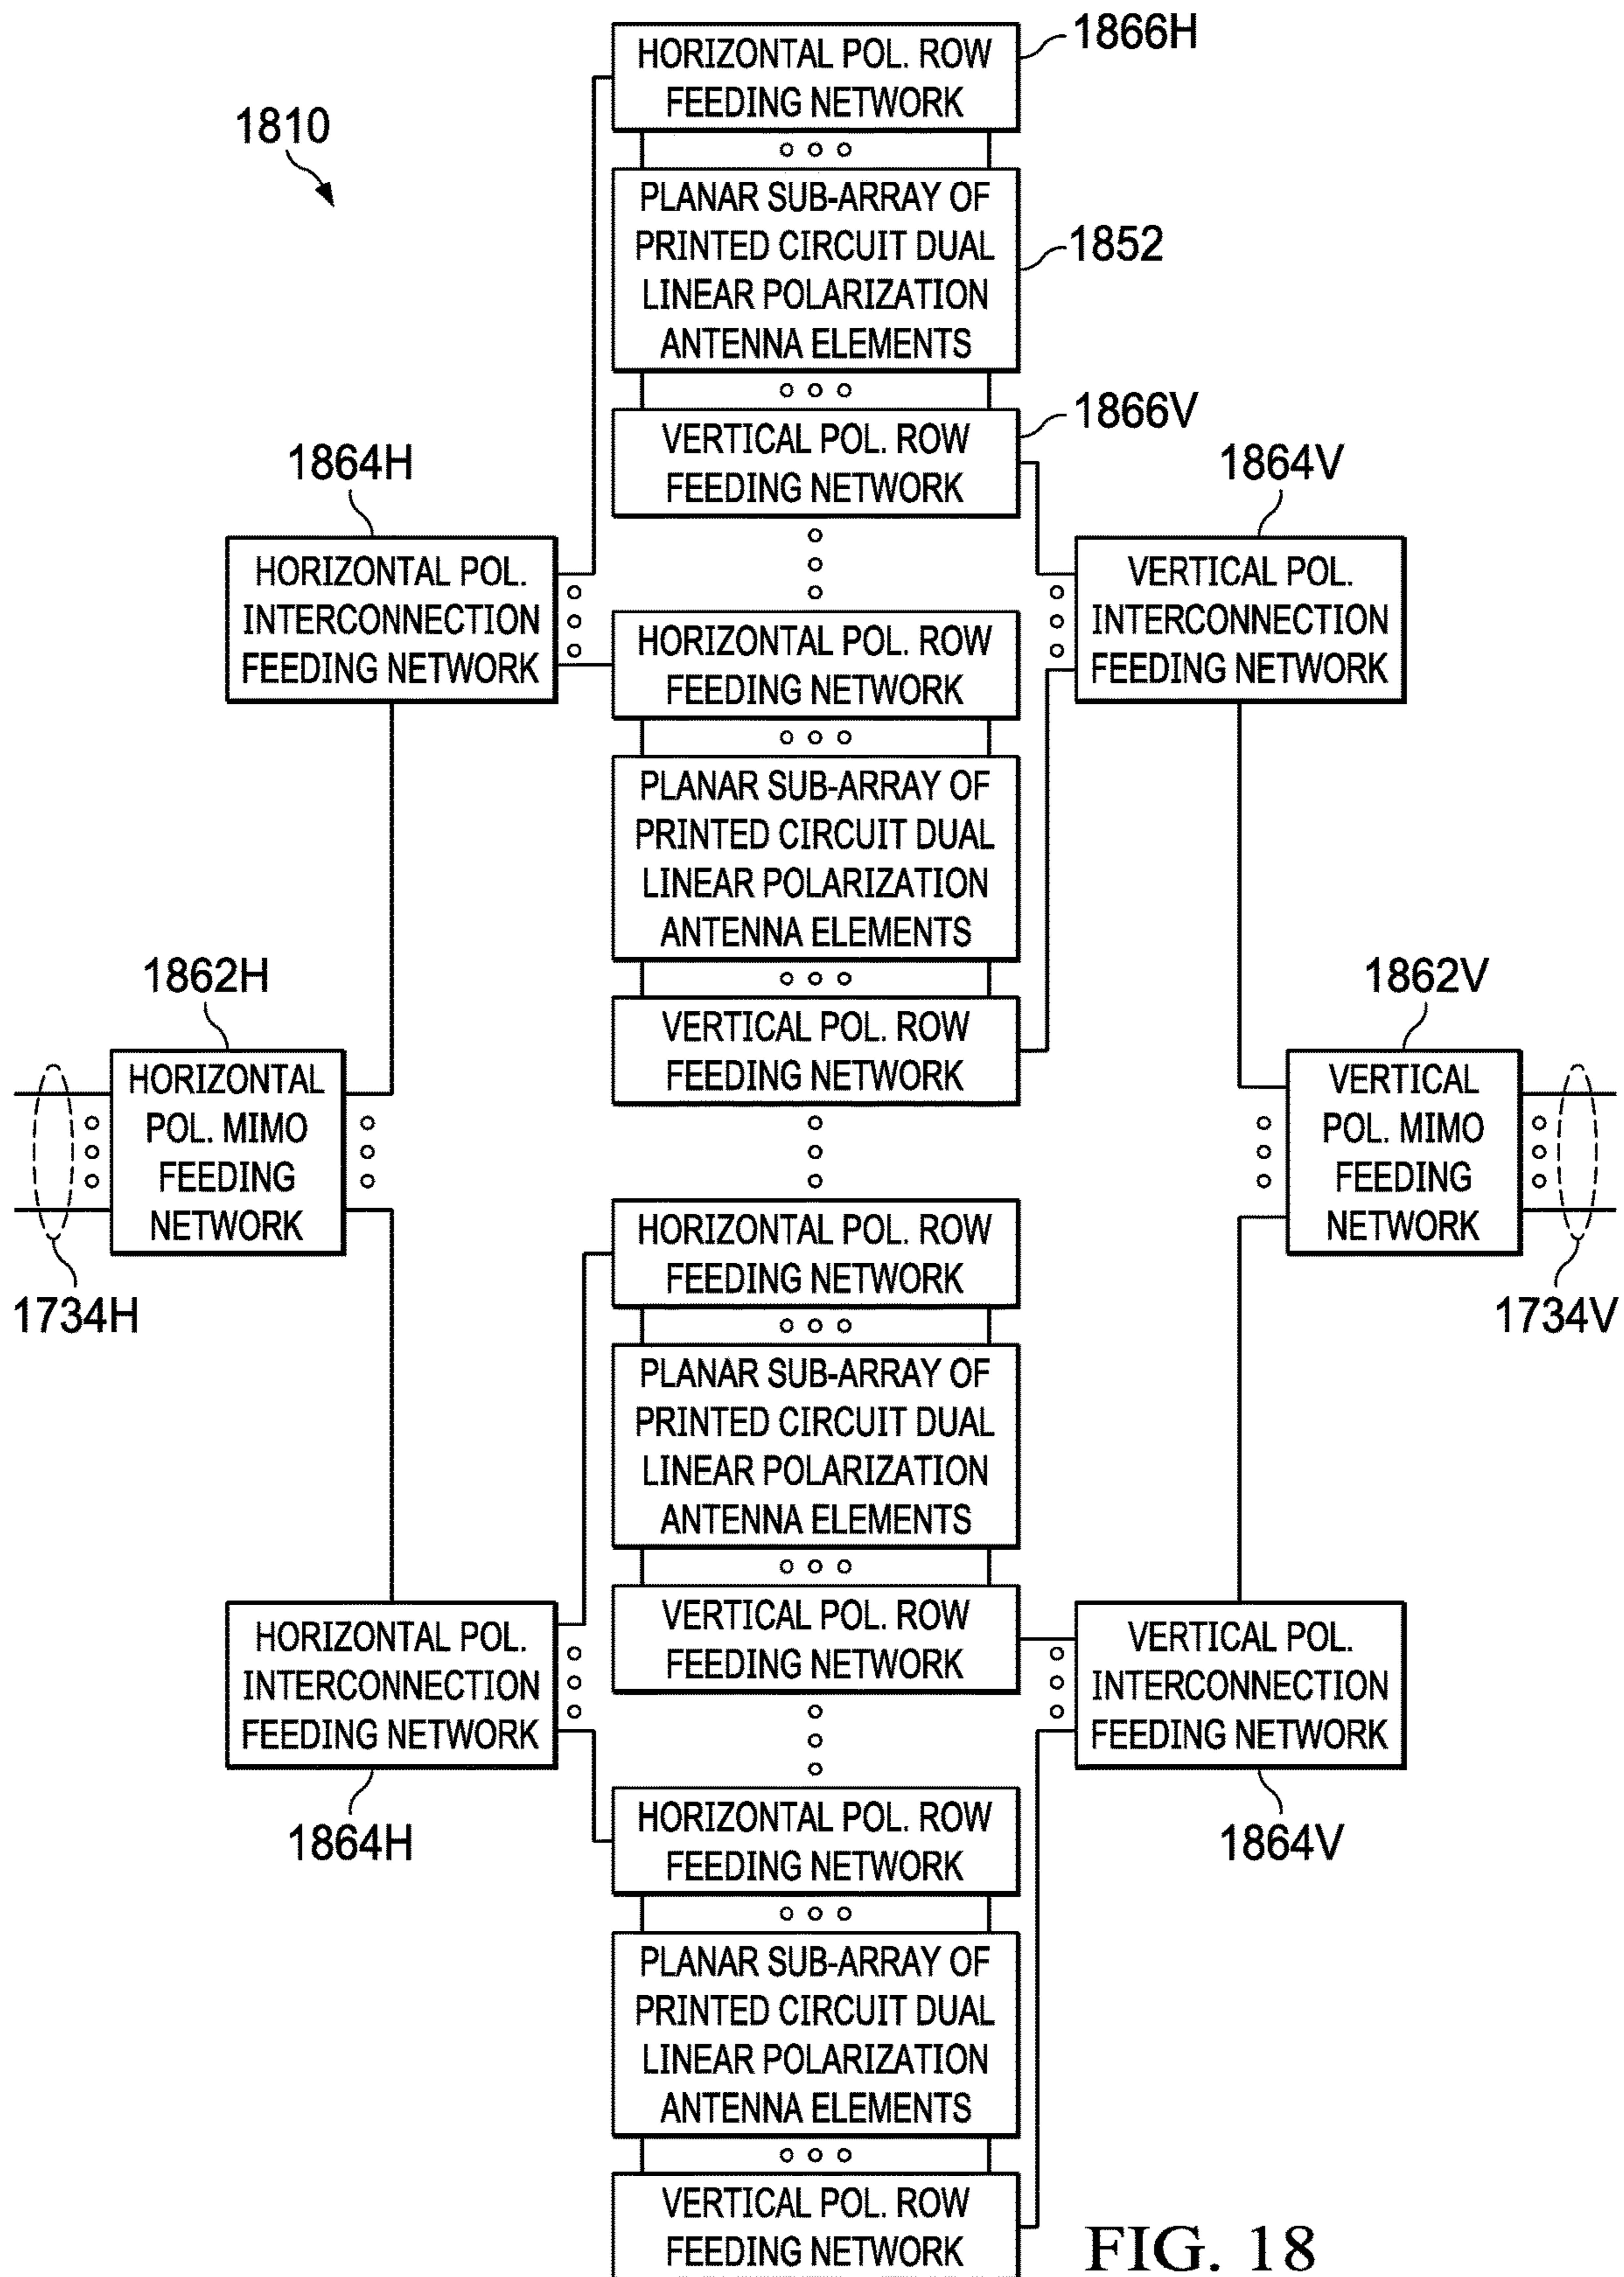 1866H
HORIZONTAL POL. ROW
FEEDING NETWORK
1810
PLANAR SUB-ARRAY OF
PRINTED CIRCUIT DUAL
LINEAR POLARIZATION
ANTENNA ELEMENTS
1852
1866V
VERTICAL POL. ROW
FEEDING NETWORK
1864H
1864V
HORIZONTAL POL.
INTERCONNECTION
FEEDING NETWORK
VERTICAL POL.
INTERCONNECTION
FEEDING NETWORK
HORIZONTAL POL. ROW
FEEDING NETWORK
PLANAR SUB-ARRAY OF
PRINTED CIRCUIT DUAL
LINEAR POLARIZATION
ANTENNA ELEMENTS
1862H
1862V
VERTICAL POL. ROW
FEEDING NETWORK
HORIZONTAL
POL. MIMO
FEEDING
NETWORK
VERTICAL
POL. MIMO
FEEDING
NETWORK
1734H
1734V
HORIZONTAL POL. ROW
FEEDING NETWORK
PLANAR SUB-ARRAY OF
PRINTED CIRCUIT DUAL
LINEAR POLARIZATION
ANTENNA ELEMENTS
VERTICAL POL. ROW
FEEDING NETWORK
HORIZONTAL POL.
INTERCONNECTION
FEEDING NETWORK
VERTICAL POL.
INTERCONNECTION
FEEDING NETWORK
1864H
1864V
HORIZONTAL POL. ROW
FEEDING NETWORK
PLANAR SUB-ARRAY OF
PRINTED CIRCUIT DUAL
LINEAR POLARIZATION
ANTENNA ELEMENTS
VERTICAL POL. ROW
FEEDING NETWORK
FIG. 18